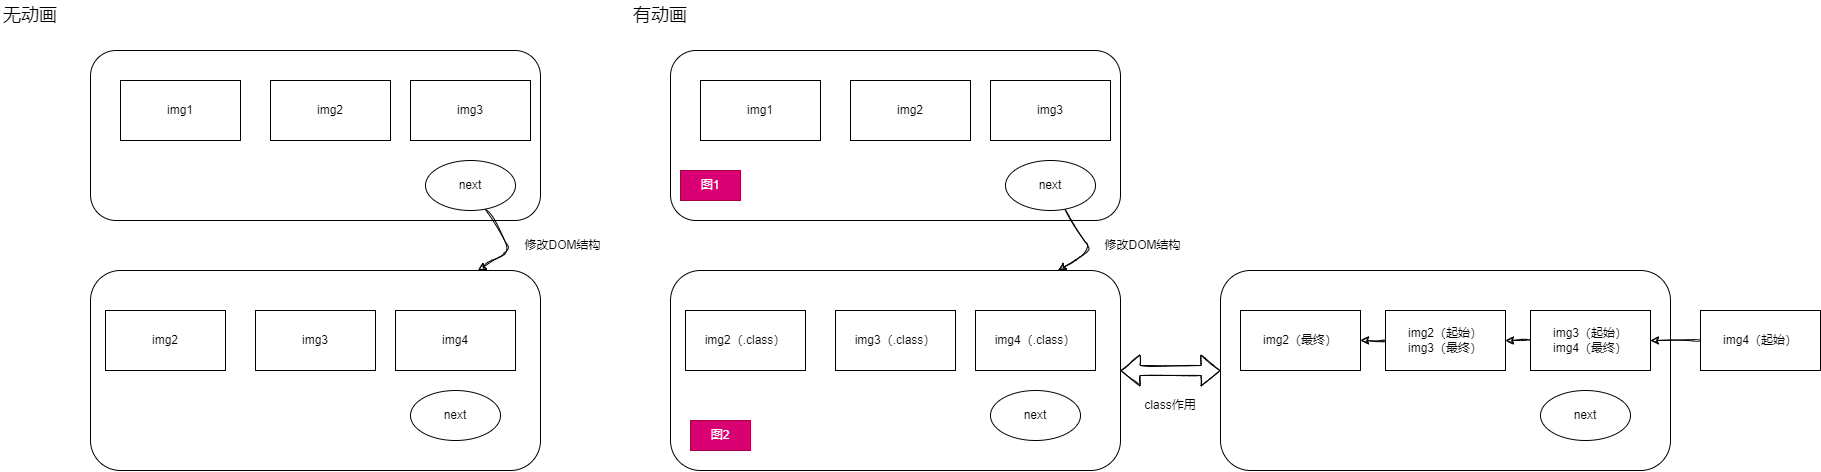 无动画
img1
img2
img3
next
修改DOM结构
img2
img3
img4
next
有动画
img1
img2
img3
图1
next
修改DOM结构
img2（.class）
img3（.class）
img4（.class）
next
图2
class作用
img2（最终）
img2（起始）
img3（最终）
img3（起始）
img4（最终）
img4（起始）
next